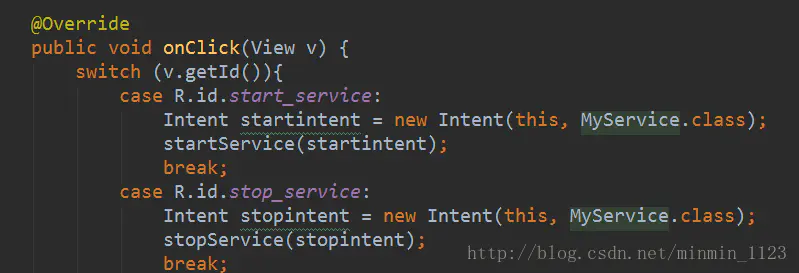 @Override
public void onClick(View v) {
switch (v.getId()){
case R.id.start_service:
Intent startintent = new Intent(this, MyService.class);
startService(startintent);
break;
case R.id.stop_service:
Intent stopintent = new Intent(this, MyService.class);
stopService(stopintent);
http://blog.csdn.net/minmin_1123
break;